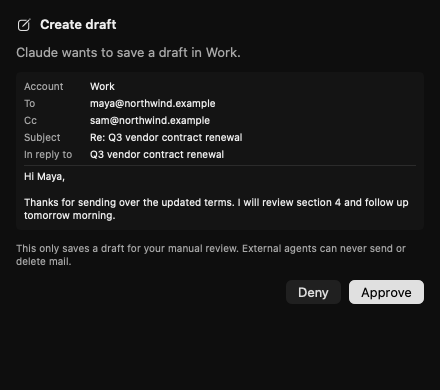 Create draft
Claude wants to save a draft in Work.
Account Work
To maya@northwind.example
Cc sam@northwind.example
Subject Re: Q3 vendor contract renewal
In reply to Q3 vendor contract renewal
Hi Maya,
Thanks for sending over the updated terms. I will review section 4 and follow up
tomorrow morning.
This only saves a draft for your manual review. External agents can never send or
delete mail.
Deny Approve